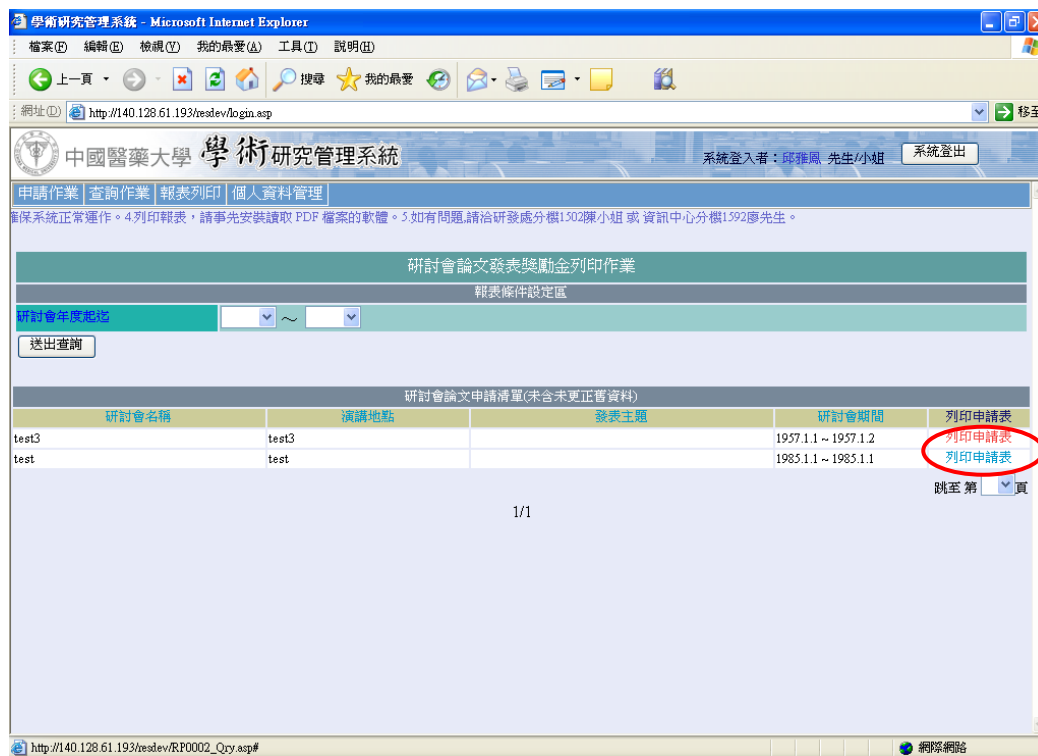 學術研究管理系統 - Microsoft Internet Explorer
檔案(F) 編輯(E) 檢視(V) 我的最愛(A) 工具(T) 說明(H)
上一頁 搜尋 我的最愛
網址(D) http://140.128.61.193/resdev/login.asp 移至
中國醫藥大學 學術研究管理系統 系統登入者：邱雅鳳 先生/小姐 系統登出
申請作業 查詢作業 報表列印 個人資料管理
確保系統正常運作。4.列印報表，請事先安裝讀取 PDF 檔案的軟體。5.如有問題,請洽研發處分機1502陳小姐 或 資訊中心分機1592廖先生。
研討會論文發表獎勵金列印作業
報表條件設定區
研討會年度起迄 ～
送出查詢
研討會論文申請清單(未含未更正舊資料)
研討會名稱 演講地點 發表主題 研討會期間 列印申請表
test3 test3 1957.1.1 ~ 1957.1.2 列印申請表
test test 1985.1.1 ~ 1985.1.1 列印申請表
跳至 第 頁
1/1
http://140.128.61.193/resdev/RP0002_Qry.asp# 網際網路